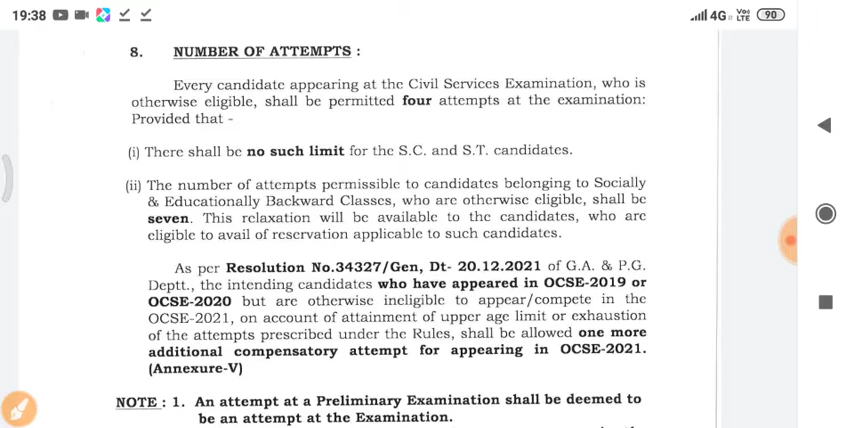 19:38
4G Vo) LTE 90
8. NUMBER OF ATTEMPTS :
Every candidate appearing at the Civil Services Examination, who is
otherwise eligible, shall be permitted four attempts at the examination:
Provided that -
(i) There shall be no such limit for the S.C. and S.T. candidates.
(ii) The number of attempts permissible to candidates belonging to Socially
& Educationally Backward Classes, who are otherwise eligible, shall be
seven. This relaxation will be available to the candidates, who are
eligible to avail of reservation applicable to such candidates.
As per Resolution No.34327/Gen, Dt- 20.12.2021 of G.A. & P.G.
Deptt., the intending candidates who have appeared in OCSE-2019 or
OCSE-2020 but are otherwise ineligible to appear/compete in the
OCSE-2021, on account of attainment of upper age limit or exhaustion
of the attempts prescribed under the Rules, shall be allowed one more
additional compensatory attempt for appearing in OCSE-2021.
(Annexure-V)
NOTE : 1. An attempt at a Preliminary Examination shall be deemed to
be an attempt at the Examination.